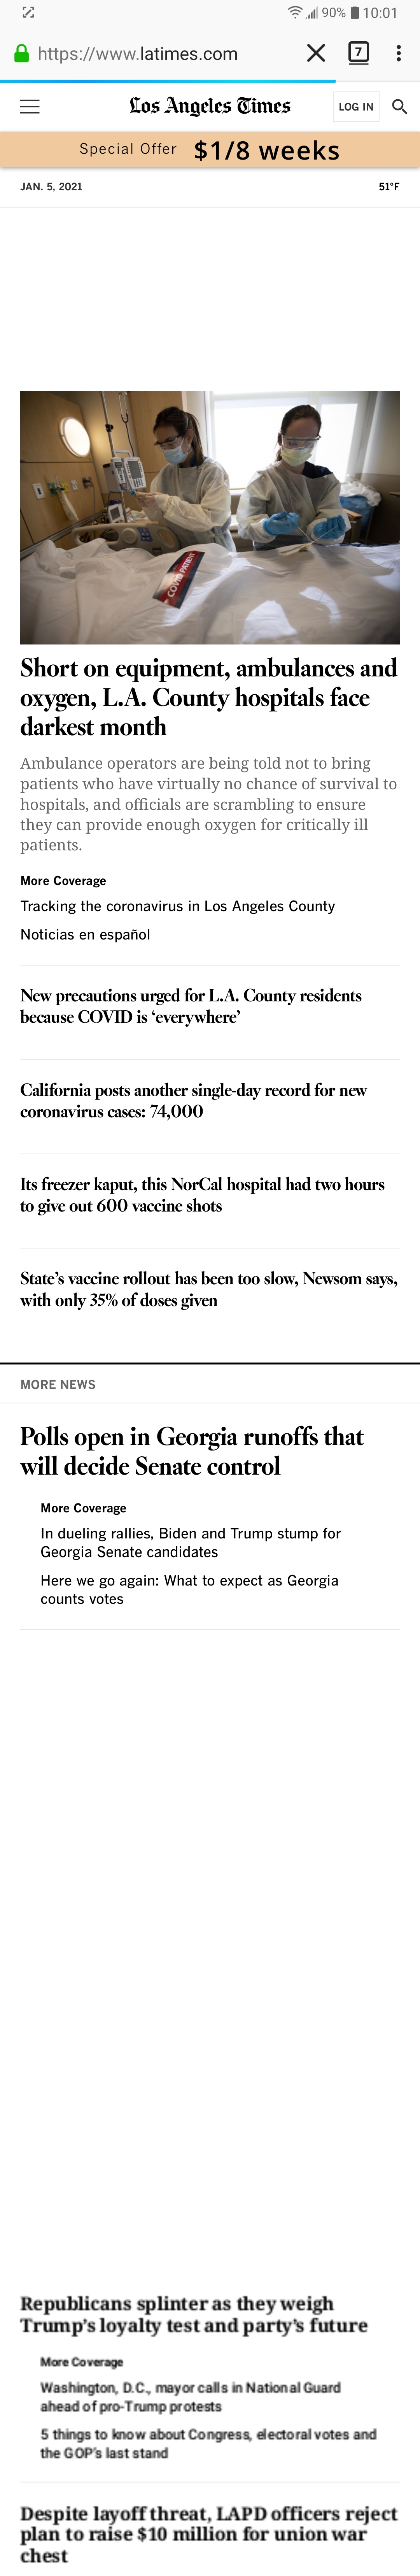 90% 10:01
https://www.latimes.com
7
Los Angeles Times
LOG IN
Special Offer $1/8 weeks
JAN. 5, 2021
51°F
COVID PATIENT
Short on equipment, ambulances and
oxygen, L.A. County hospitals face
darkest month
Ambulance operators are being told not to bring
patients who have virtually no chance of survival to
hospitals, and officials are scrambling to ensure
they can provide enough oxygen for critically ill
patients.
More Coverage
Tracking the coronavirus in Los Angeles County
Noticias en español
New precautions urged for L.A. County residents
because COVID is ‘everywhere’
California posts another single-day record for new
coronavirus cases: 74,000
Its freezer kaput, this NorCal hospital had two hours
to give out 600 vaccine shots
State’s vaccine rollout has been too slow, Newsom says,
with only 35% of doses given
MORE NEWS
Polls open in Georgia runoffs that
will decide Senate control
More Coverage
In dueling rallies, Biden and Trump stump for
Georgia Senate candidates
Here we go again: What to expect as Georgia
counts votes
Republicans splinter as they weigh
Trump’s loyalty test and party’s future
More Coverage
Washington, D.C., mayor calls in National Guard
ahead of pro-Trump protests
5 things to know about Congress, electoral votes and
the GOP’s last stand
Despite layoff threat, LAPD officers reject
plan to raise $10 million for union war
chest